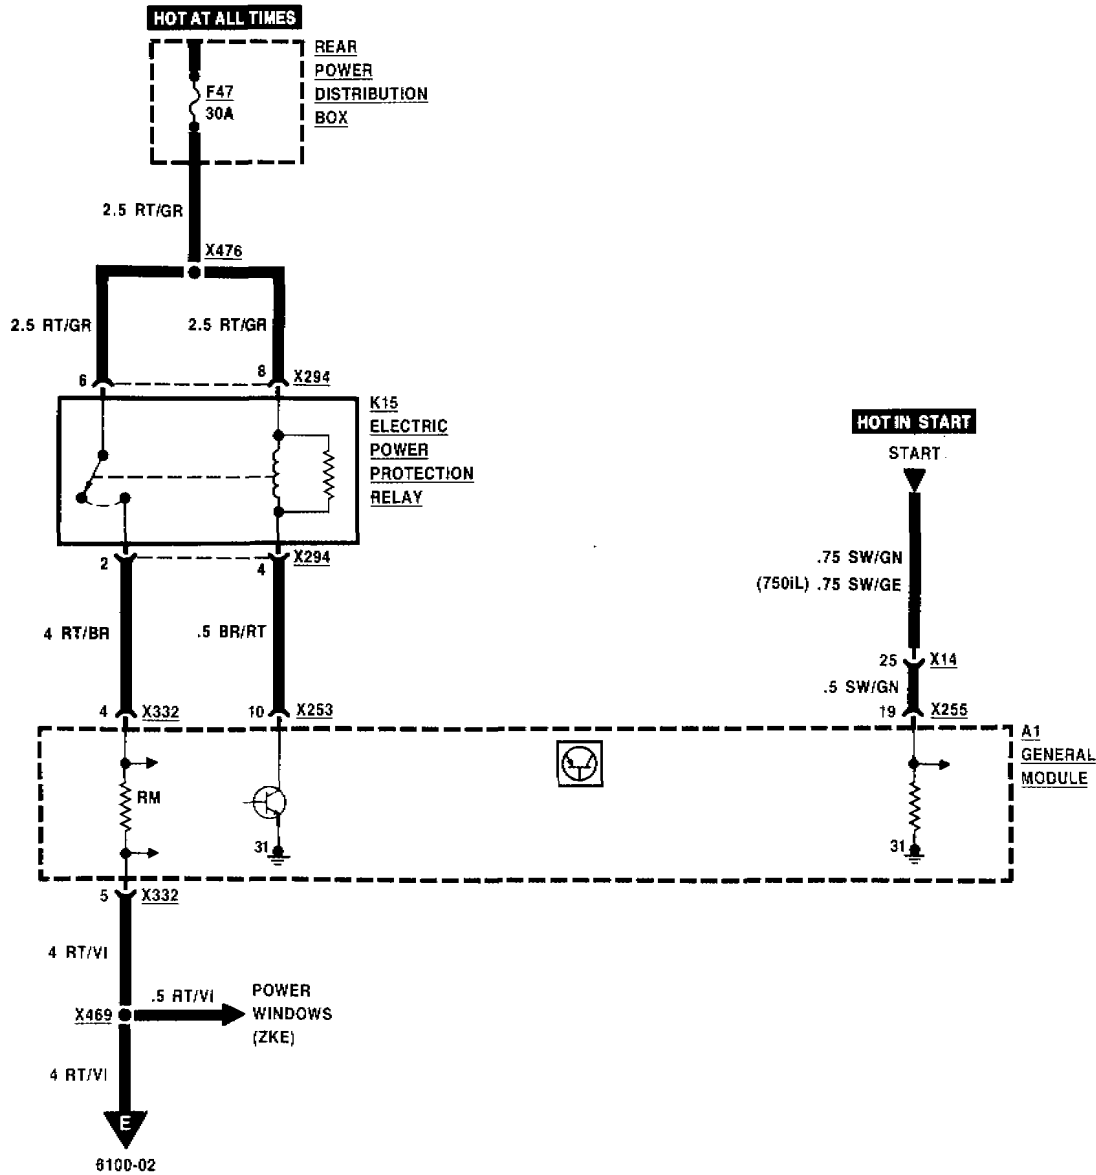 HOT AT ALL TIMES
REAR
POWER
DISTRIBUTION
BOX
F47
30A
2.5 RT/GR
X476
2.5 RT/GR
2.5 RT/GR
6
8
X294
K15
ELECTRIC
POWER
PROTECTION
RELAY
HOT IN START
START
2
4
X294
.75 SW/GN
(750iL) .75 SW/GE
4 RT/BR
.5 BR/RT
25
X14
.5 SW/GN
4
X332
10
X253
19
X255
A1
GENERAL
MODULE
RM
31
31
5
X332
4 RT/VI
.5 RT/VI
POWER
WINDOWS
(ZKE)
X469
4 RT/VI
E
6100-02